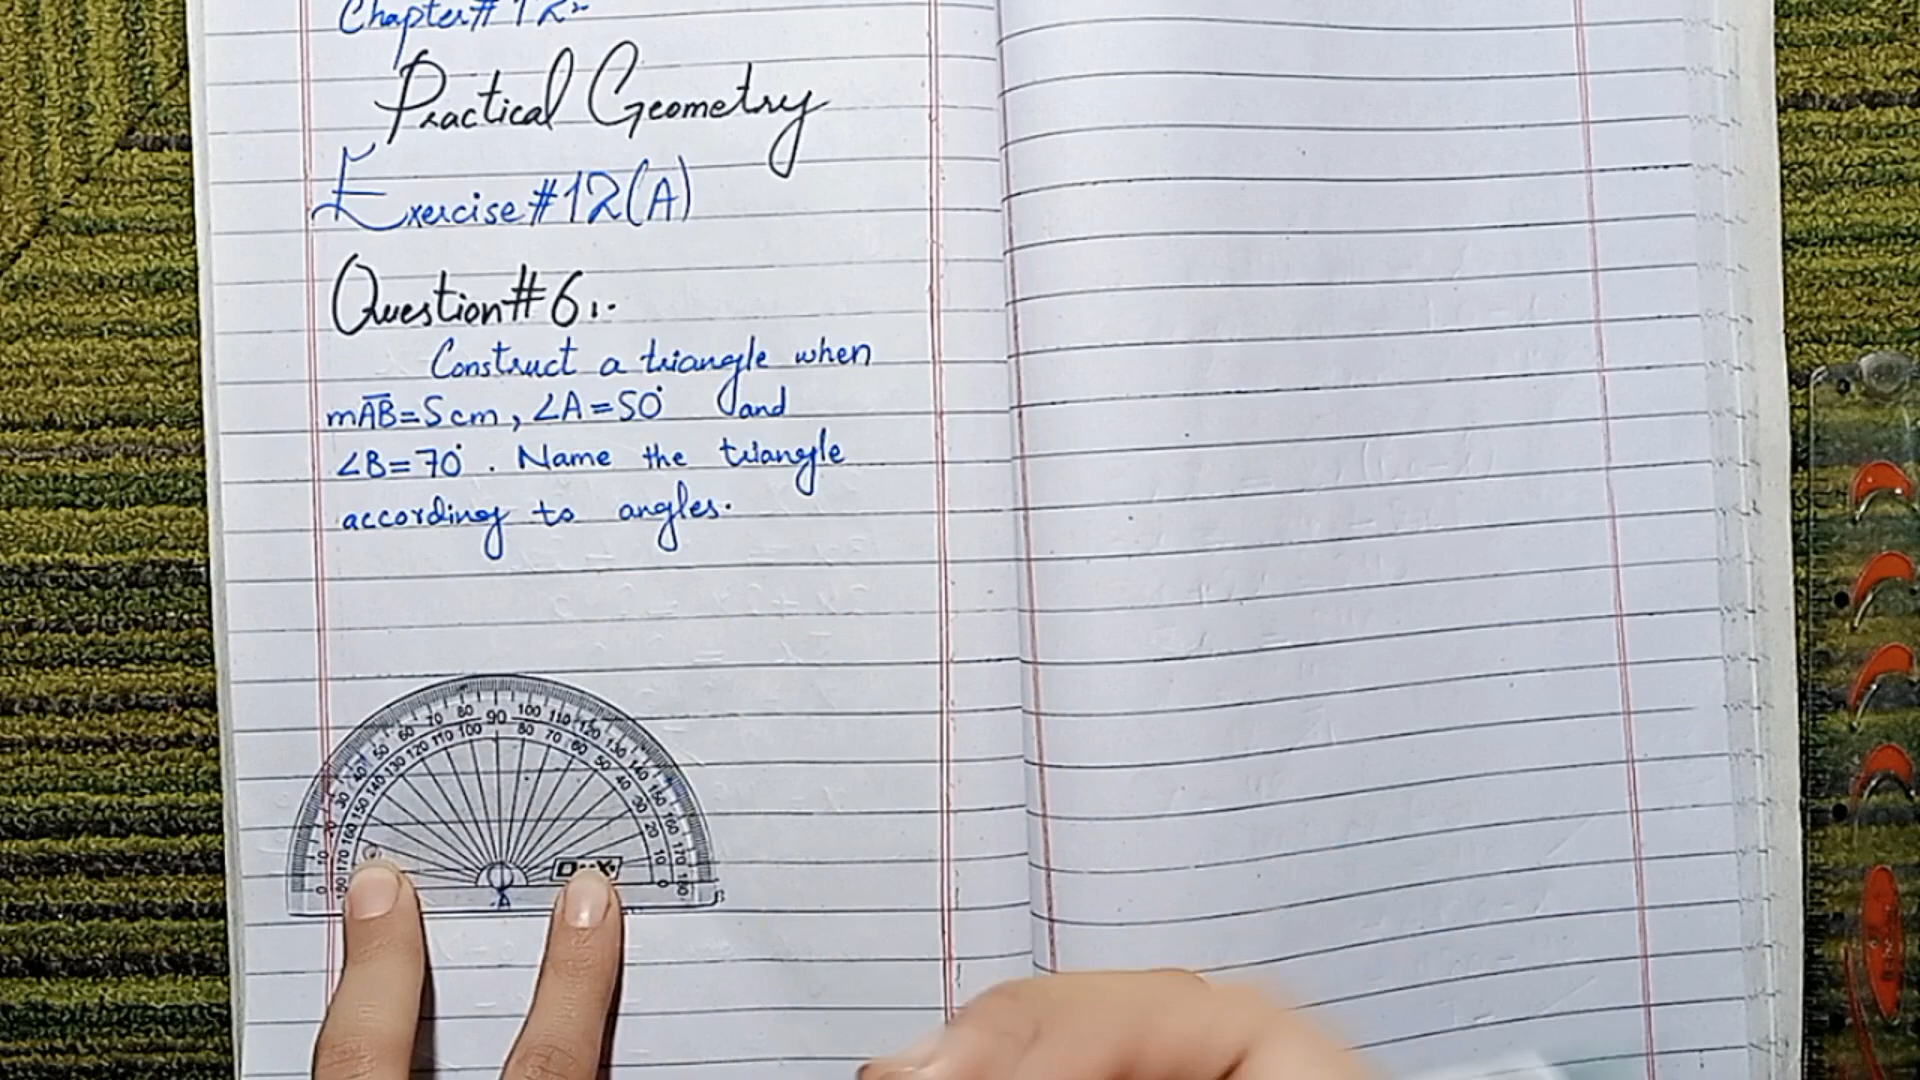 Chapter# 12:-
Practical Geometry
Exercise#12(A)
Question#6:-
Construct a triangle when
mAB=5cm, ∠A=50° and
∠B=70°. Name the triangle
according to angles.
A
B